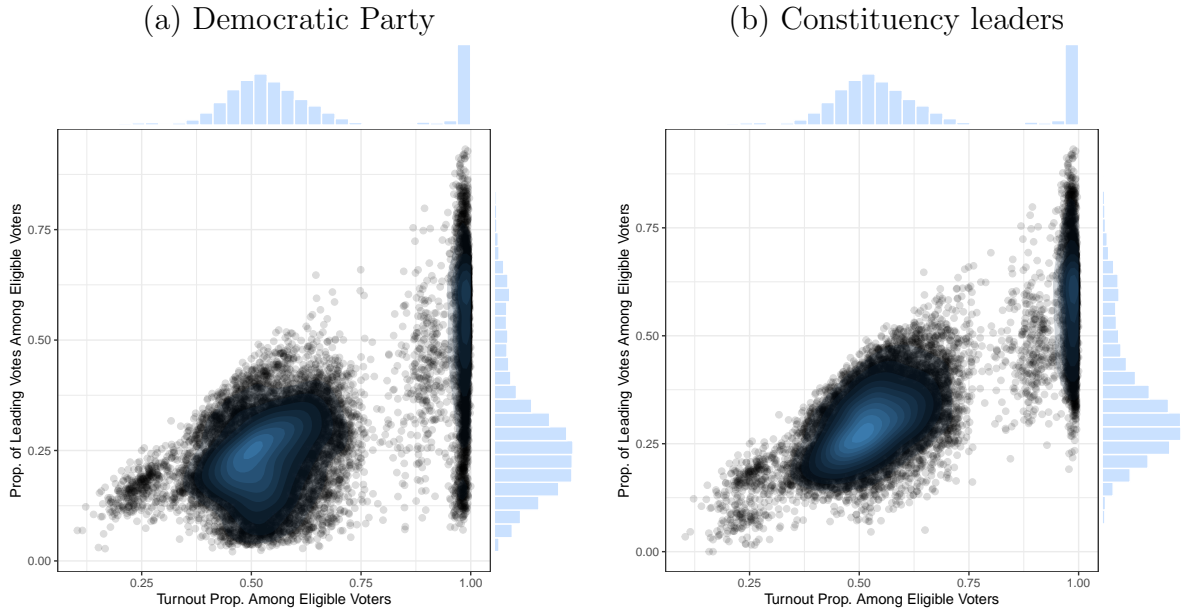 (a) Democratic Party
Prop. of Leading Votes Among Eligible Voters
0.75
0.50
0.25
0.00
0.25
0.50
0.75
1.00
Turnout Prop. Among Eligible Voters
(b) Constituency leaders
Prop. of Leading Votes Among Eligible Voters
0.75
0.50
0.25
0.00
0.25
0.50
0.75
1.00
Turnout Prop. Among Eligible Voters